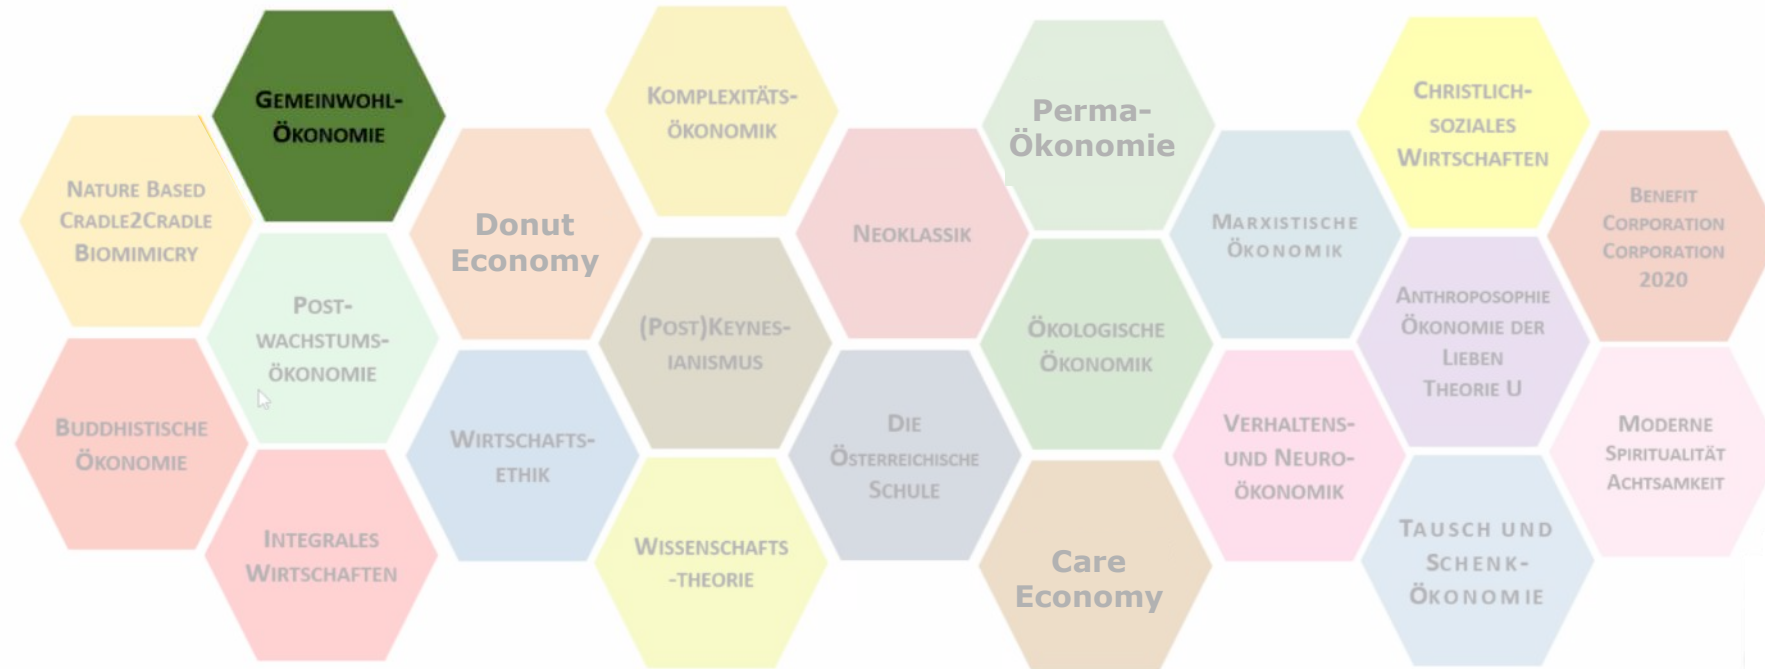 GEMEINWOHL-
ÖKONOMIE
NATURE BASED
CRADLE2CRADLE
BIOMIMICRY
POST-
WACHSTUMS-
ÖKONOMIE
BUDDHISTISCHE
ÖKONOMIE
INTEGRALES
WIRTSCHAFTEN
Donut
Economy
WIRTSCHAFTS-
ETHIK
KOMPLEXITÄTS-
ÖKONOMIK
(POST)KEYNES-
IANISMUS
WISSENSCHAFTS
-THEORIE
NEOKLASSIK
DIE
ÖSTERREICHISCHE
SCHULE
Perma-
Ökonomie
ÖKOLOGISCHE
ÖKONOMIK
Care
Economy
MARXISTISCHE
ÖKONOMIK
VERHALTENS-
UND NEURO-
ÖKONOMIK
CHRISTLICH-
SOZIALES
WIRTSCHAFTEN
ANTHROPOSOPHIE
ÖKONOMIE DER
LIEBEN
THEORIE U
TAUSCH UND
SCHENK-
ÖKONOMIE
BENEFIT
CORPORATION
CORPORATION
2020
MODERNE
SPIRITUALITÄT
ACHTSAMKEIT